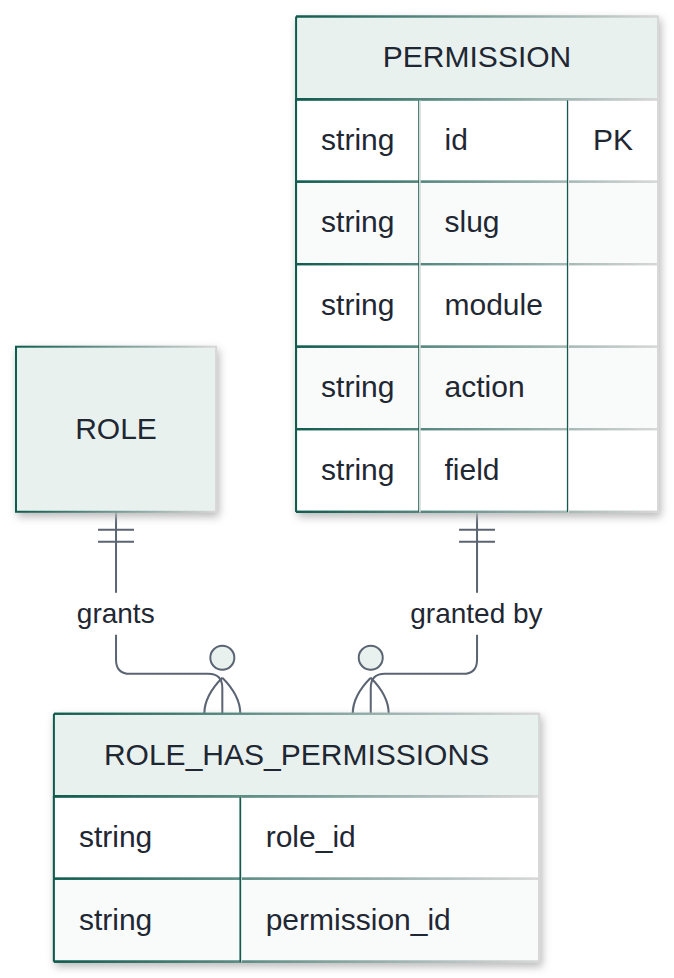 PERMISSION
string id PK
string slug
string module
string action
string field
ROLE
grants
granted by
ROLE_HAS_PERMISSIONS
string role_id
string permission_id